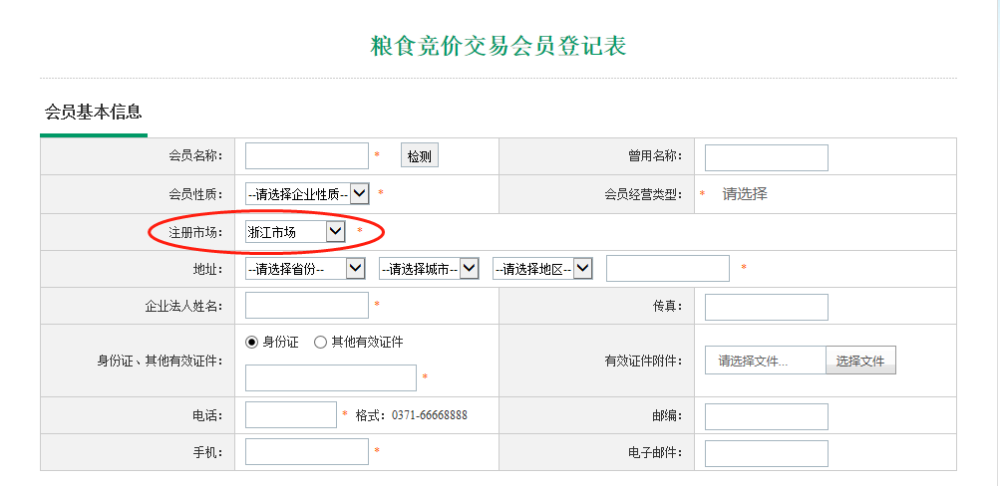 粮食竞价交易会员登记表
会员基本信息
会员名称： * 检测 曾用名称：
会员性质： --请选择企业性质-- * 会员经营类型： * 请选择
注册市场： 浙江市场 *
地址： --请选择省份-- --请选择城市-- --请选择地区-- *
企业法人姓名： * 传真：
身份证 其他有效证件
身份证、其他有效证件： * 有效证件附件： 请选择文件... 选择文件
电话： * 格式：0371-66668888 邮编：
手机： * 电子邮件：